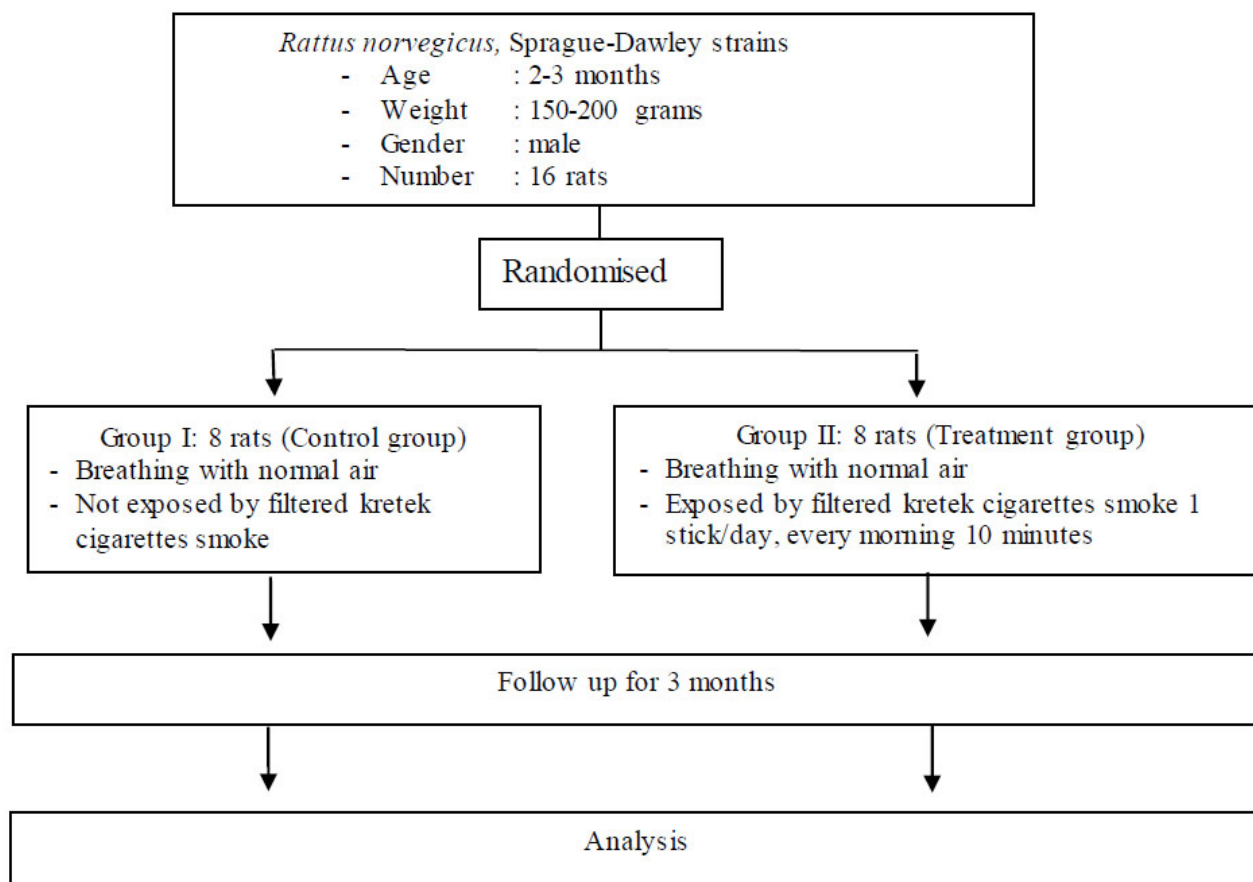 Rattus norvegicus, Sprague-Dawley strains
- Age : 2-3 months
- Weight : 150-200 grams
- Gender : male
- Number : 16 rats
Randomised
Group I: 8 rats (Control group)
- Breathing with normal air
- Not exposed by filtered kretek
cigarettes smoke
Group II: 8 rats (Treatment group)
- Breathing with normal air
- Exposed by filtered kretek cigarettes smoke 1
stick/day, every morning 10 minutes
Follow up for 3 months
Analysis